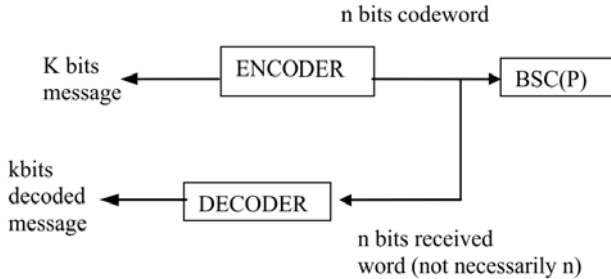 n bits codeword
K bits
message
ENCODER
BSC(P)
kbits
decoded
message
DECODER
n bits received
word (not necessarily n)